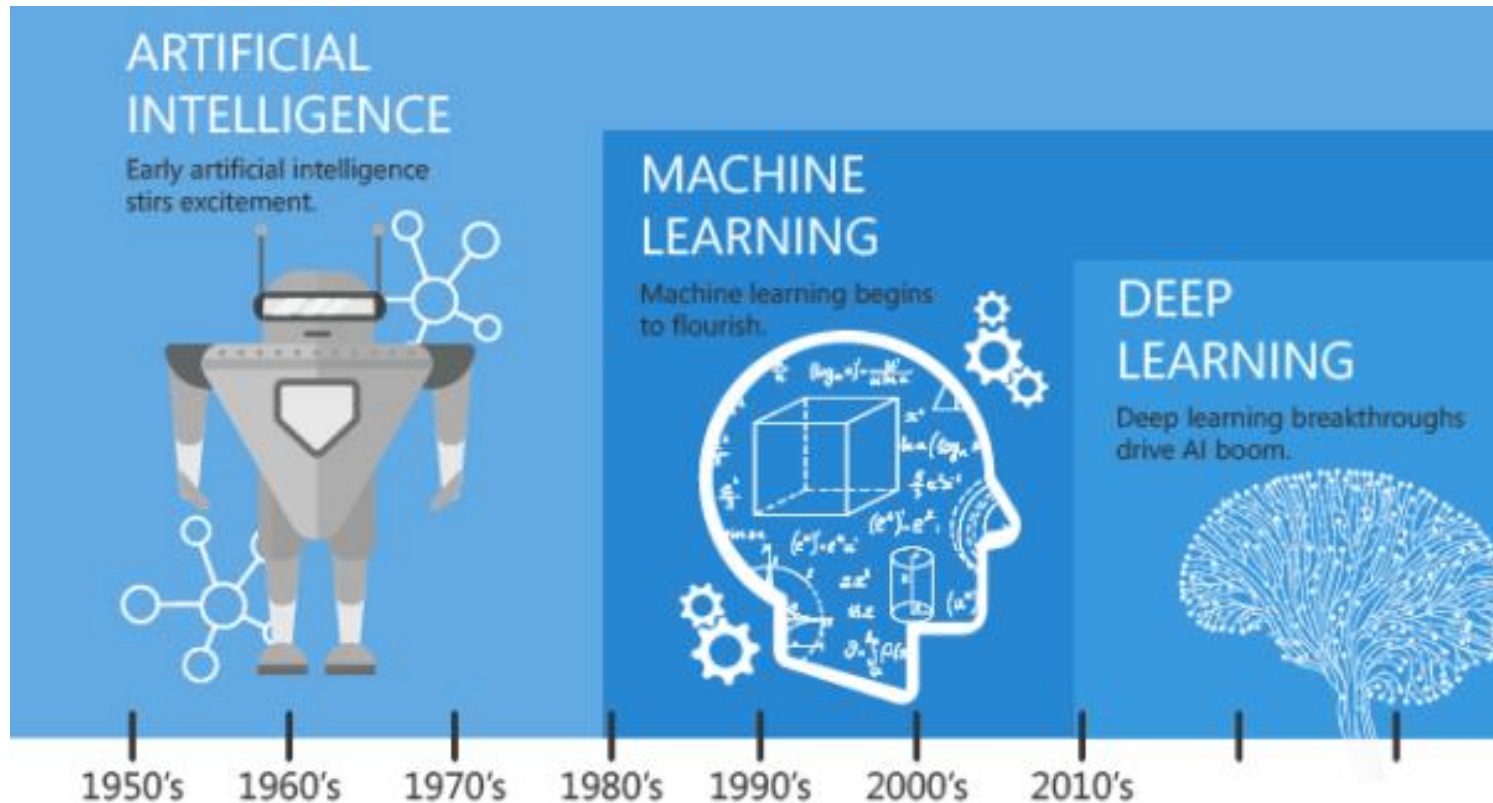 ARTIFICIAL
INTELLIGENCE
Early artificial intelligence
stirs excitement.
MACHINE
LEARNING
Machine learning begins
to flourish.
DEEP
LEARNING
Deep learning breakthroughs
drive AI boom.
1950's 1960's 1970's 1980's 1990's 2000's 2010's